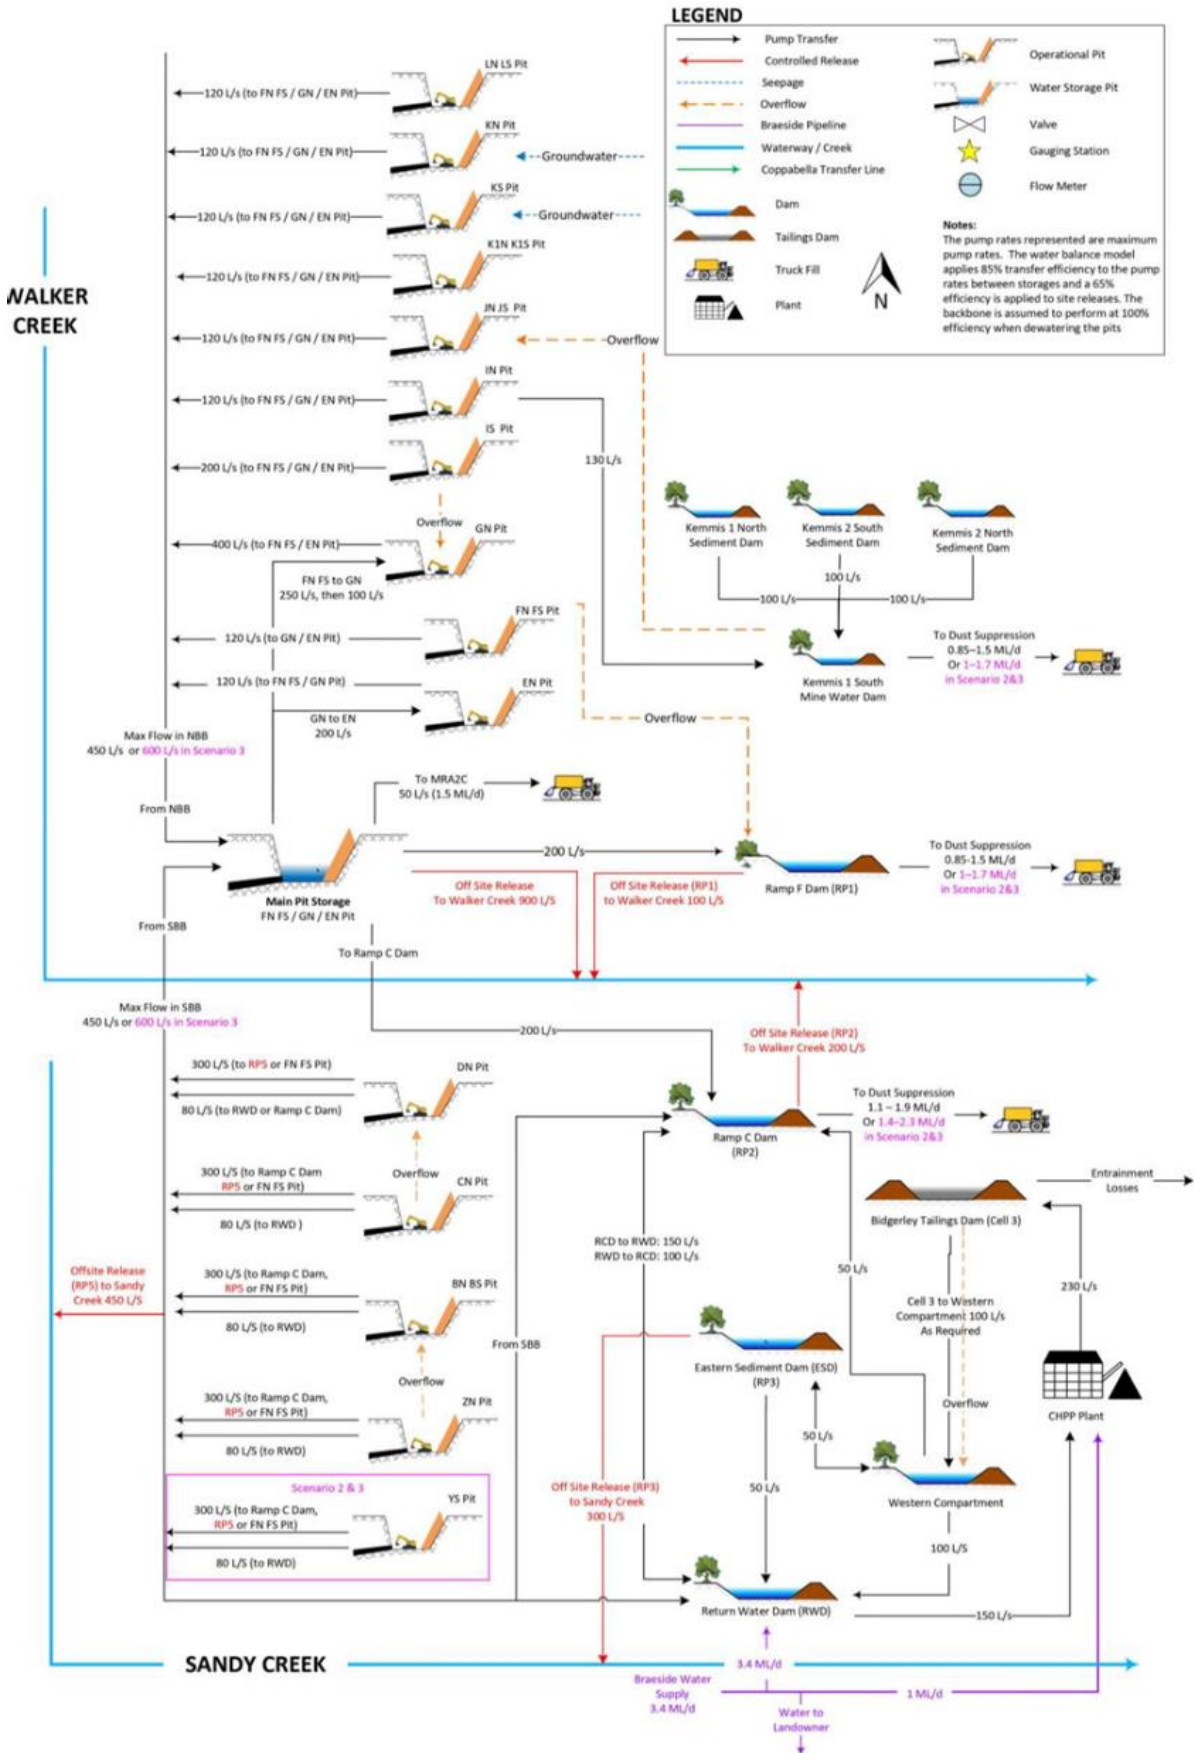 LEGEND
Pump Transfer
Controlled Release
Seepage
Overflow
Braeside Pipeline
Waterway / Creek
Coppabella Transfer Line
Dam
Tailings Dam
Truck Fill
Plant
Operational Pit
Water Storage Pit
Valve
Gauging Station
Flow Meter
N
Notes:
The pump rates represented are maximum
pump rates. The water balance model
applies 85% transfer efficiency to the pump
rates between storages and a 65%
efficiency is applied to site releases. The
backbone is assumed to perform at 100%
efficiency when dewatering the pits
WALKER
CREEK
LN LS Pit
120 L/s (to FN FS / GN / EN Pit)
KN Pit
120 L/s (to FN FS / GN / EN Pit)
Groundwater
KS Pit
120 L/s (to FN FS / GN / EN Pit)
Groundwater
K1N K1S Pit
120 L/s (to FN FS / GN / EN Pit)
JN JS Pit
120 L/s (to FN FS / GN / EN Pit)
Overflow
IN Pit
120 L/s (to FN FS / GN / EN Pit)
IS Pit
200 L/s (to FN FS / GN / EN Pit)
130 L/s
Overflow
GN Pit
400 L/s (to FN FS / EN Pit)
FN FS to GN
250 L/s, then 100 L/s
Kemmis 1 North
Sediment Dam
Kemmis 2 South
Sediment Dam
Kemmis 2 North
Sediment Dam
100 L/s
100 L/s
100 L/s
FN FS Pit
120 L/s (to GN / EN Pit)
Kemmis 1 South
Mine Water Dam
To Dust Suppression
0.85–1.5 ML/d
Or 1–1.7 ML/d
in Scenario 2&3
EN Pit
120 L/s (to FN FS / GN Pit)
GN to EN
200 L/s
Overflow
Max Flow in NBB
450 L/s or 600 L/s in Scenario 3
To MRA2C
50 L/s (1.5 ML/d)
From NBB
200 L/s
Main Pit Storage
FN FS / GN / EN Pit
Off Site Release
To Walker Creek 900 L/S
Off Site Release (RP1)
to Walker Creek 100 L/S
Ramp F Dam (RP1)
To Dust Suppression
0.85-1.5 ML/d
Or 1–1.7 ML/d
in Scenario 2&3
From SBB
To Ramp C Dam
Max Flow in SBB
450 L/s or 600 L/s in Scenario 3
200 L/s
Off Site Release (RP2)
To Walker Creek 200 L/S
300 L/S (to RP5 or FN FS Pit)
DN Pit
80 L/S (to RWD or Ramp C Dam)
Ramp C Dam
(RP2)
To Dust Suppression
1.1 – 1.9 ML/d
Or 1.4–2.3 ML/d
in Scenario 2&3
Overflow
300 L/S (to Ramp C Dam
RP5 or FN FS Pit)
CN Pit
80 L/S (to RWD )
Entrainment
Losses
Bidgerley Tailings Dam (Cell 3)
RCD to RWD: 150 L/s
RWD to RCD: 100 L/s
50 L/s
230 L/s
Offsite Release
(RP5) to Sandy
Creek 450 L/S
300 L/S (to Ramp C Dam,
RP5 or FN FS Pit)
BN BS Pit
80 L/S (to RWD)
Cell 3 to Western
Compartment 100 L/s
As Required
From SBB
Eastern Sediment Dam (ESD)
(RP3)
Overflow
300 L/S (to Ramp C Dam,
RP5 or FN FS Pit)
ZN Pit
80 L/S (to RWD)
Overflow
CHPP Plant
50 L/s
Western Compartment
Scenario 2 & 3
YS Pit
300 L/S (to Ramp C Dam,
RP5 or FN FS Pit)
80 L/S (to RWD)
Off Site Release (RP3)
to Sandy Creek
300 L/S
50 L/s
100 L/S
Return Water Dam (RWD)
150 L/s
SANDY CREEK
3.4 ML/d
Braeside Water
Supply
3.4 ML/d
1 ML/d
Water to
Landowner